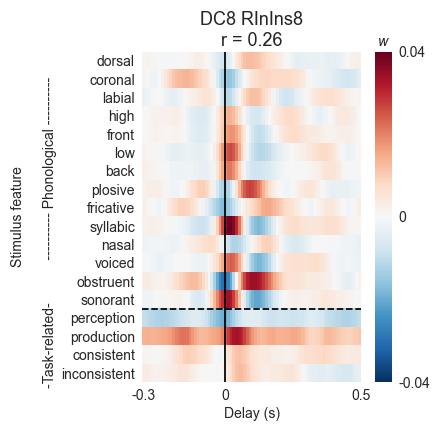 DC8 RInIns8
r = 0.26
w
Stimulus feature
---------- Phonological ----------
-Task-related-
dorsal
coronal
labial
high
front
low
back
plosive
fricative
syllabic
nasal
voiced
obstruent
sonorant
perception
production
consistent
inconsistent
0.04
0
-0.04
-0.3 0 0.5
Delay (s)